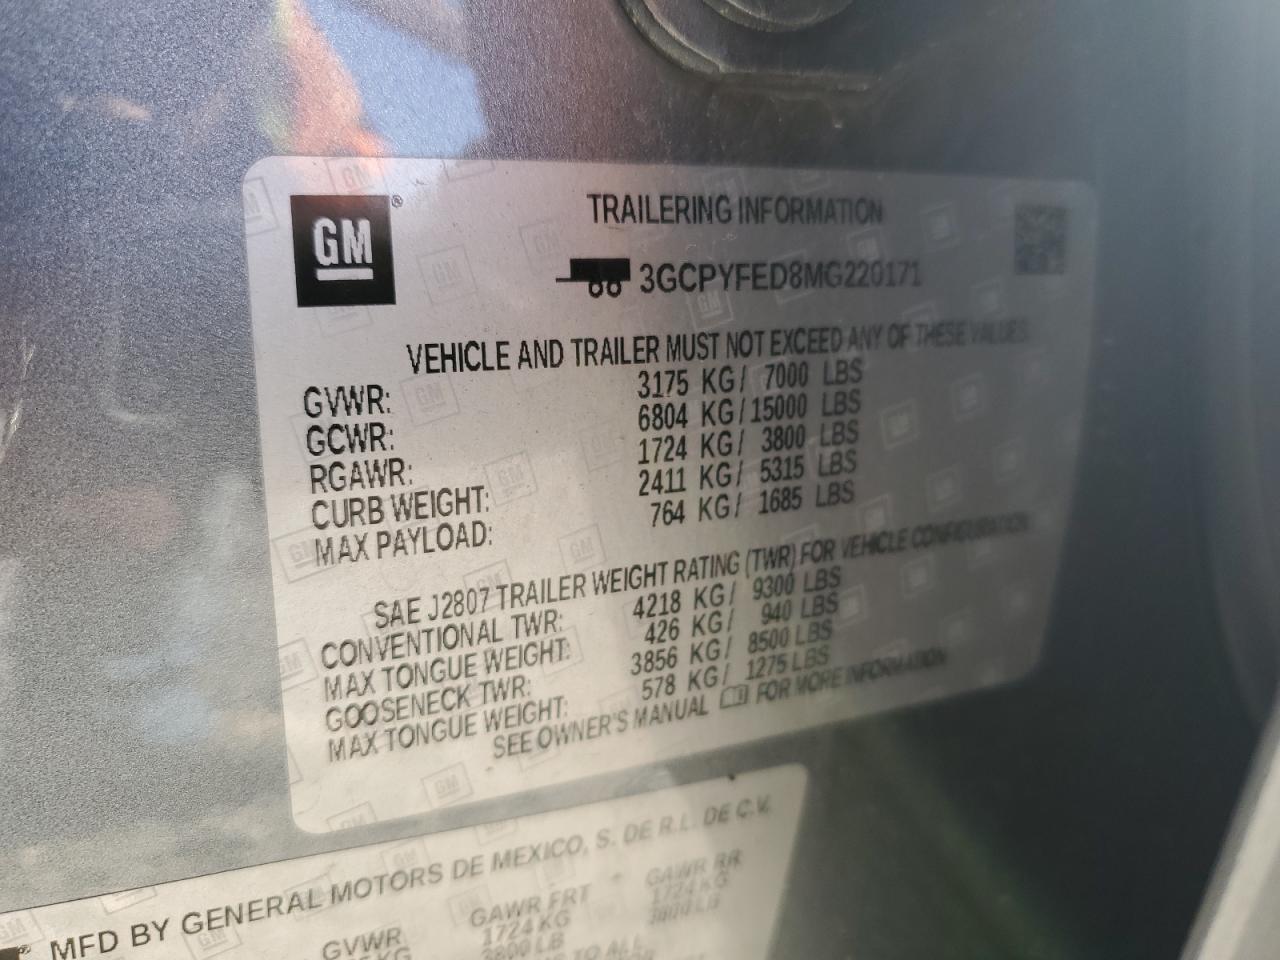 GM®
TRAILERING INFORMATION
3GCPYFED8MG220171
VEHICLE AND TRAILER MUST NOT EXCEED ANY OF THESE VALUES
GVWR: 3175 KG/ 7000 LBS
GCWR: 6804 KG/15000 LBS
RGAWR: 1724 KG/ 3800 LBS
CURB WEIGHT: 2411 KG/ 5315 LBS
MAX PAYLOAD: 764 KG/ 1685 LBS
SAE J2807 TRAILER WEIGHT RATING (TWR) FOR VEHICLE CONFIGURATION
CONVENTIONAL TWR: 4218 KG/ 9300 LBS
MAX TONGUE WEIGHT: 426 KG/ 940 LBS
GOOSENECK TWR: 3856 KG/ 8500 LBS
MAX TONGUE WEIGHT: 578 KG/ 1275 LBS
SEE OWNER'S MANUAL FOR MORE INFORMATION
MFD BY GENERAL MOTORS DE MEXICO, S. DE R.L. DE C.V.
GVWR GAWR FRT GAWR RR
KG 1724 KG 1724 KG
3800 LB 3800 LB
TO ALL